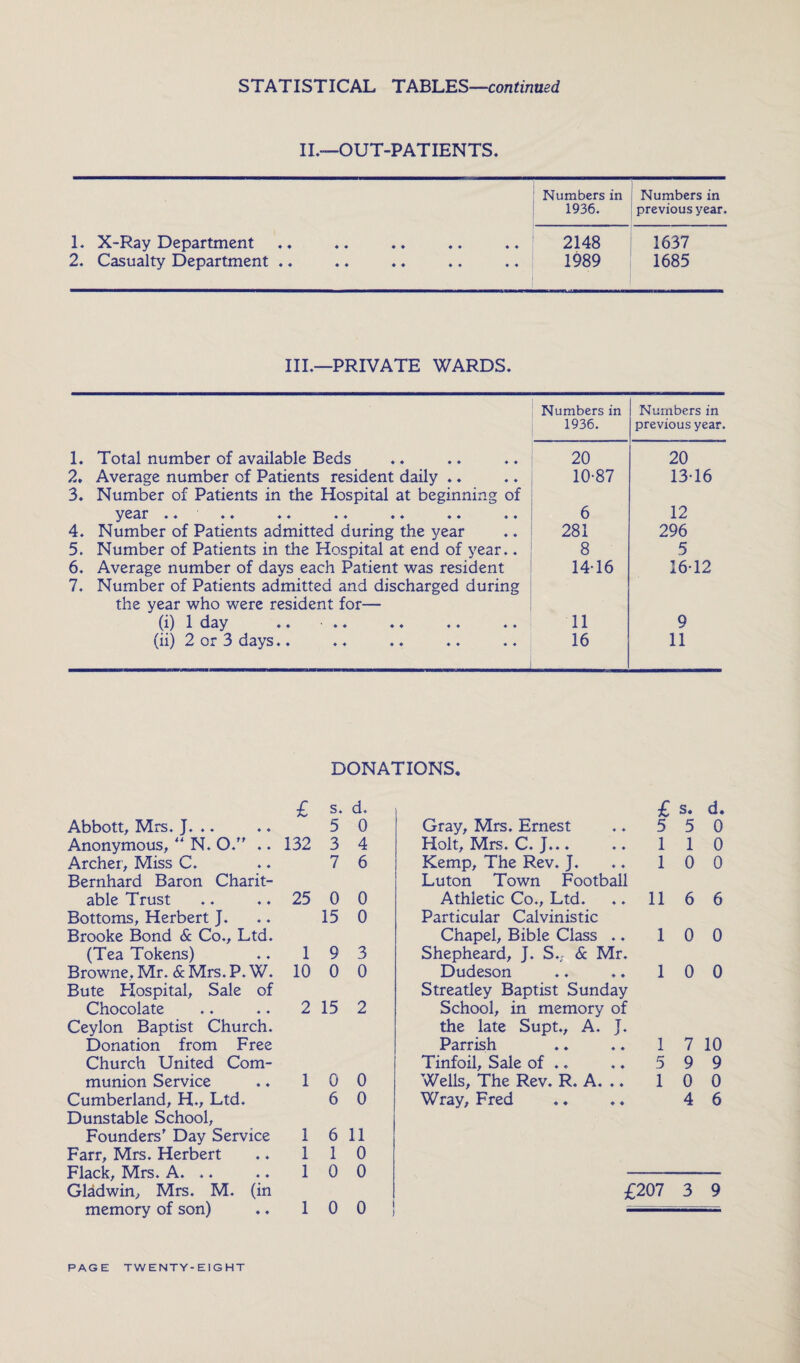 STATISTICAL TABLES—continued
II.—OUT-PATIENTS.
Numbers in 1936. Numbers in previous year.
1. X-Ray Department .. .. .. .. .. 2148 1637
2. Casualty Department .. .. .. .. .. 1989 1685
III.—PRIVATE WARDS.
Numbers in 1936. Numbers in previous year.
1. Total number of available Beds .. .. .. 20 20
2. Average number of Patients resident daily .. .. 10·87 13·16
3. Number of Patients in the Hospital at beginning of
year .. .. .. .. .. .. .. 6 12
4. Number of Patients admitted during the year .. 281 296
5. Number of Patients in the Hospital at end of year.. 8 5
6. Average number of days each Patient was resident 14·16 16·12
7. Number of Patients admitted and discharged during
the year who were resident for—
(i) 1 day .. .. .. .. .. 11 9
(ii) 2 or 3 days.. .. .. .. .. 16 11
DONATIONS.
£ s. d.
Abbott, Mrs. J. .. .. 5 0
Anonymous, “ N. O.” .. 132 3 4
Archer, Miss C. .. 7 6
Bernhard Baron Charit-
able Trust .. .. 25 0 0
Bottoms, Herbert J. .. 15 0
Brooke Bond & Co., Ltd.
(Tea Tokens) .. 1 9 3
Browne, Mr. & Mrs. P. W. 10 0 0
Bute Hospital, Sale of
Chocolate .. .. 2 15 2
Ceylon Baptist Church.
Donation from Free
Church United Com-
munion Service .. 1 0 0
Cumberland, H., Ltd. 6 0
Dunstable School,
Founders' Day Service 1 6 11
Farr, Mrs. Herbert .. 1 1 0
Flack, Mrs. A. .. .. 1 0 0
Gladwin, Mrs. M. (in
memory of son) .. 1 0 0
£ s. d.
Gray, Mrs. Ernest .. 5 5 0
Holt, Mrs. C. J... .. 1 1 0
Kemp, The Rev. J. .. 1 0 0
Luton Town Football
Athletic Co., Ltd. .. 11 6 6
Particular Calvinistic
Chapel, Bible Class .. 1 0 0
Shepheard, J. S., & Mr.
Dudeson .. .. 1 0 0
Streatley Baptist Sunday
School, in memory of
the late Supt., A. J.
Parrish .. .. 1 7 10
Tinfoil, Sale of .. .. 5 9 9
Wells, The Rev. R. A. .. 1 0 0
Wray, Fred .. .. 4 6
£207 3 9
PAGE TWENTY-EIGHT